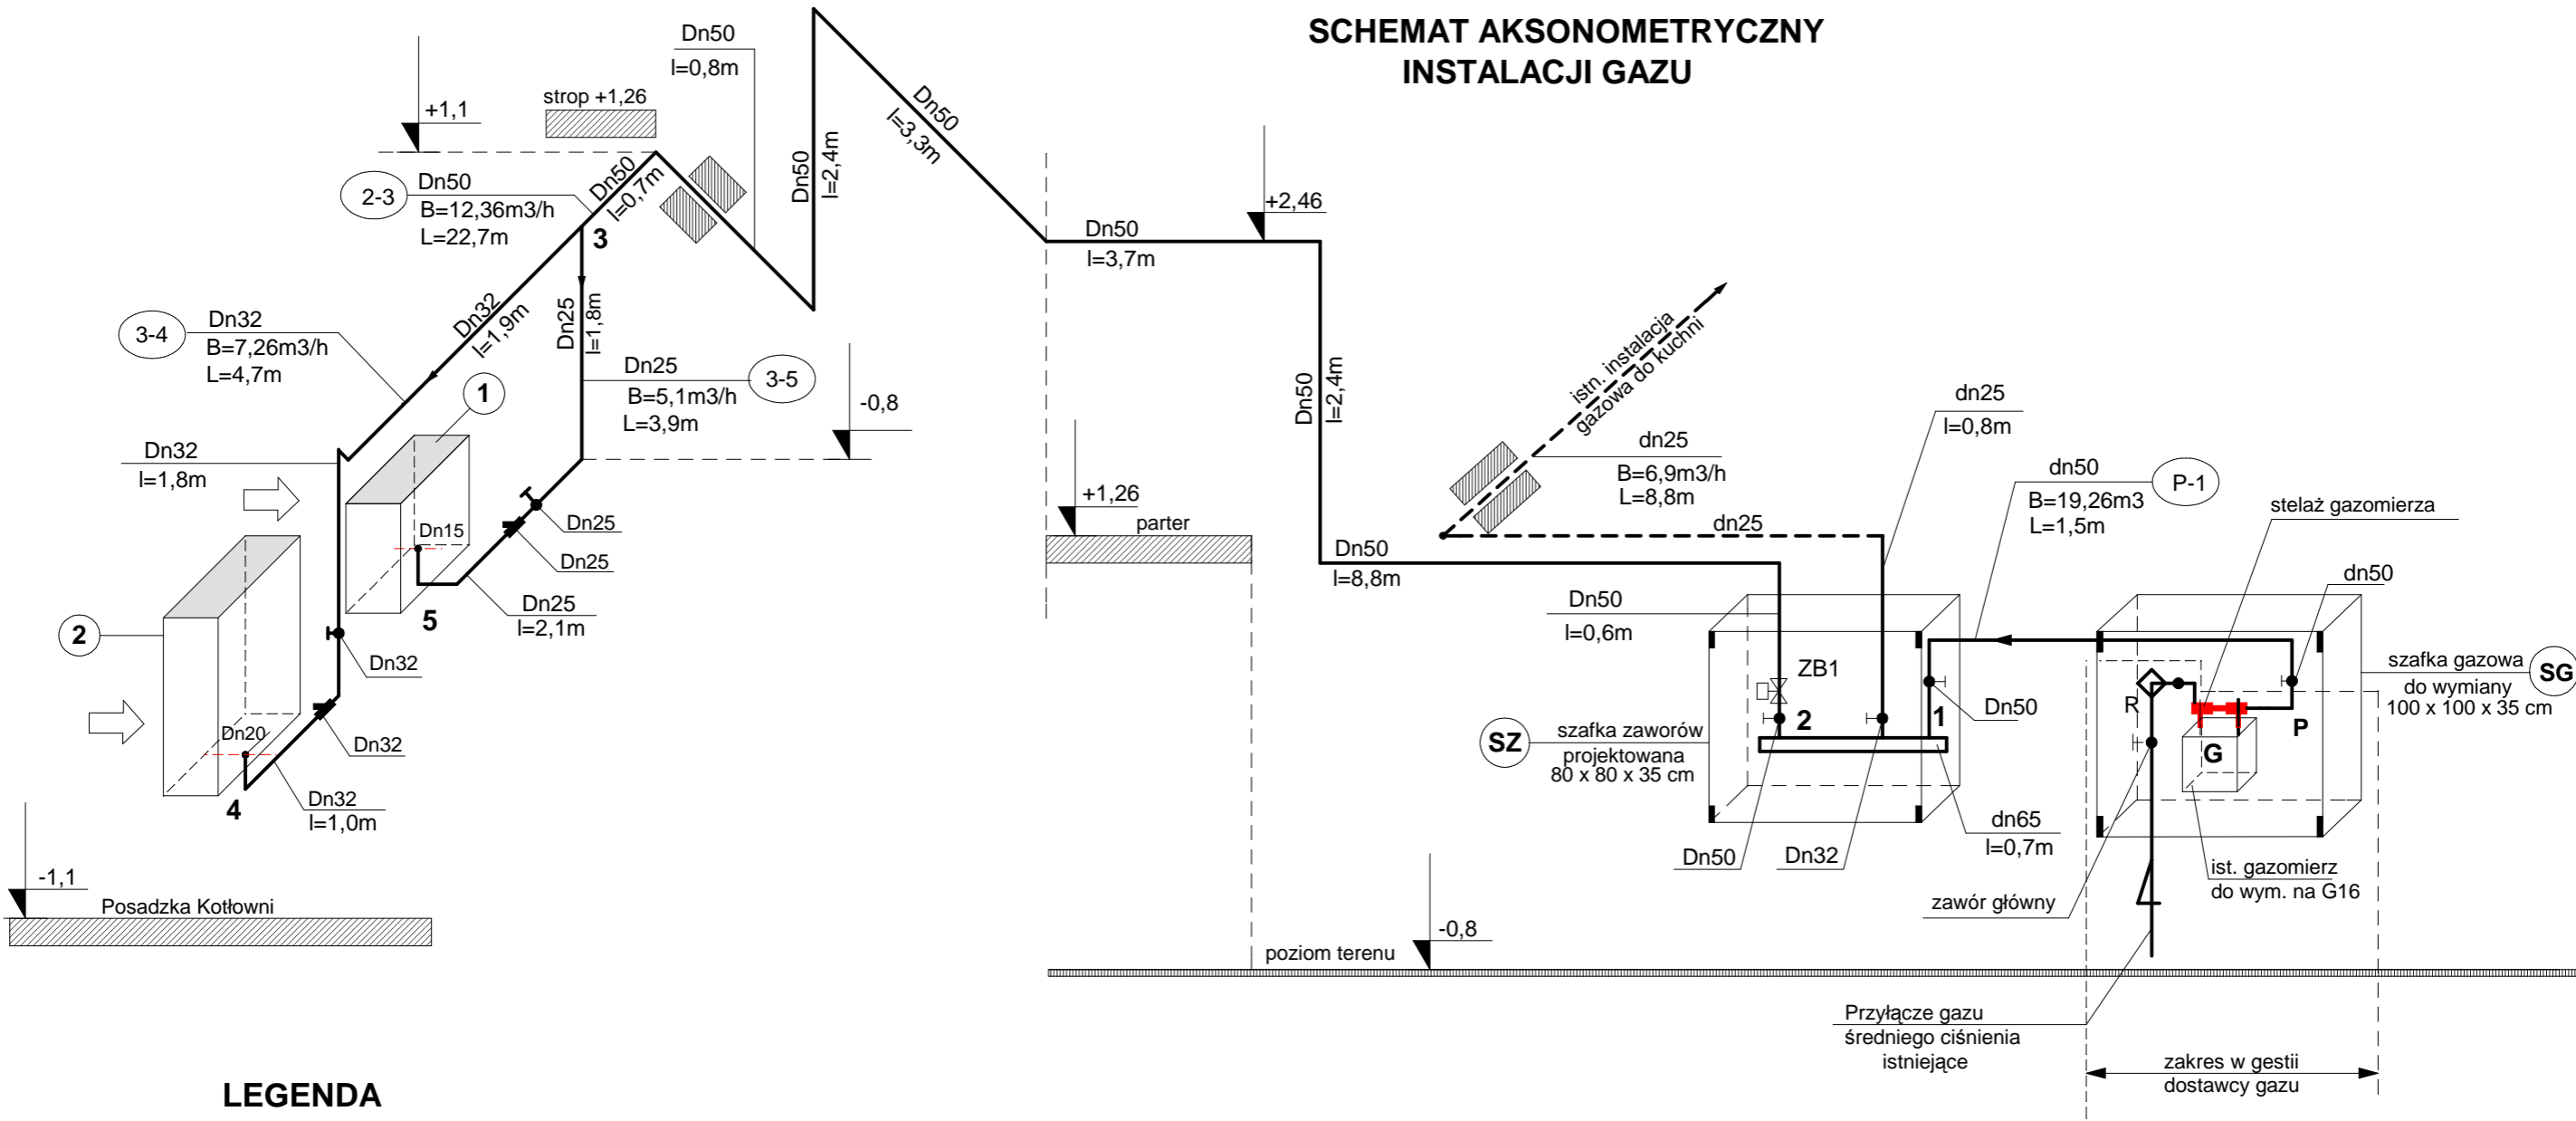 SCHEMAT AKSONOMETRYCZNY
INSTALACJI GAZU
Dn50
l=0,8m
strop +1,26
+1,1
Dn50
l=0,7m
2-3
Dn50
B=12,36m3/h
L=22,7m
3
Dn50
l=2,4m
Dn50
l=3,3m
+2,46
Dn50
l=3,7m
3-4
Dn32
B=7,26m3/h
L=4,7m
Dn32
l=1,9m
Dn25
l=1,8m
Dn25
B=5,1m3/h
L=3,9m
3-5
1
-0,8
Dn32
l=1,8m
Dn15
Dn25
Dn25
Dn25
l=2,1m
5
2
Dn32
Dn20
Dn32
4
Dn32
l=1,0m
-1,1
Posadzka Kotłowni
Dn50
l=2,4m
+1,26
parter
Dn50
l=8,8m
istn. instalacja
gazowa do kuchni
dn25
B=6,9m3/h
L=8,8m
dn25
dn25
l=0,8m
dn50
B=19,26m3
L=1,5m
P-1
stelaż gazomierza
dn50
Dn50
l=0,6m
ZB1
2
1
Dn50
SZ
szafka zaworów
projektowana
80 x 80 x 35 cm
Dn50
Dn32
dn65
l=0,7m
R
G
P
szafka gazowa
do wymiany
100 x 100 x 35 cm
SG
ist. gazomierz
do wym. na G16
zawór główny
poziom terenu
-0,8
Przyłącze gazu
średniego ciśnienia
istniejące
zakres w gestii
dostawcy gazu
LEGENDA